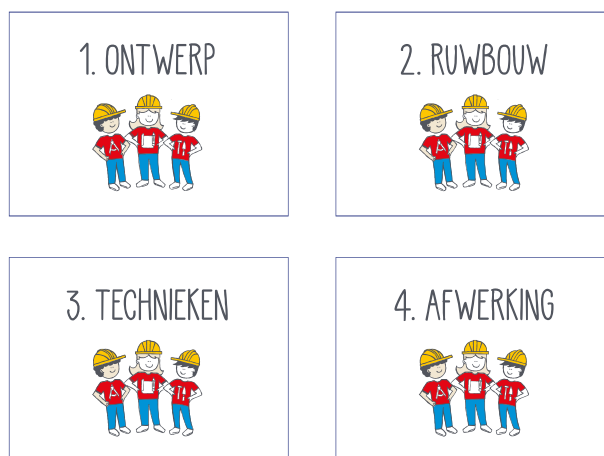 1. ONTWERP
2. RUWBOUW
3. TECHNIEKEN
4. AFWERKING